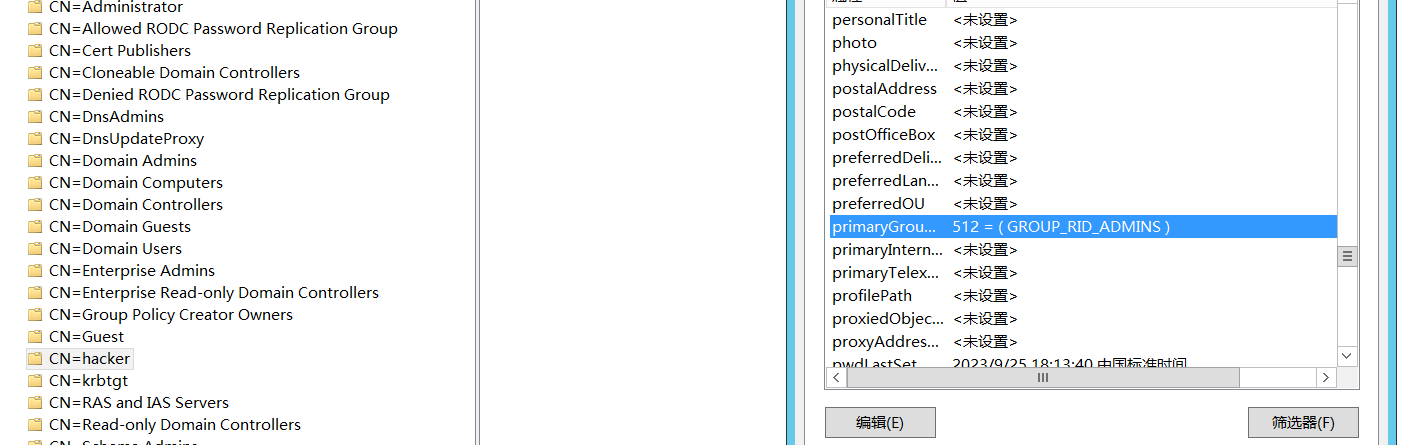 CN=Administrator
CN=Allowed RODC Password Replication Group
CN=Cert Publishers
CN=Cloneable Domain Controllers
CN=Denied RODC Password Replication Group
CN=DnsAdmins
CN=DnsUpdateProxy
CN=Domain Admins
CN=Domain Computers
CN=Domain Controllers
CN=Domain Guests
CN=Domain Users
CN=Enterprise Admins
CN=Enterprise Read-only Domain Controllers
CN=Group Policy Creator Owners
CN=Guest
CN=hacker
CN=krbtgt
CN=RAS and IAS Servers
CN=Read-only Domain Controllers
CN=Schema Admins
personalTitle <未设置>
photo <未设置>
physicalDeliv... <未设置>
postalAddress <未设置>
postalCode <未设置>
postOfficeBox <未设置>
preferredDeli... <未设置>
preferredLan... <未设置>
preferredOU <未设置>
primaryGrou... 512 = ( GROUP_RID_ADMINS )
primaryIntern... <未设置>
primaryTelex... <未设置>
profilePath <未设置>
proxiedObjec... <未设置>
proxyAddres... <未设置>
pwdLastSet 2023/9/25 18:13:40 中国标准时间
编辑(E)
筛选器(F)